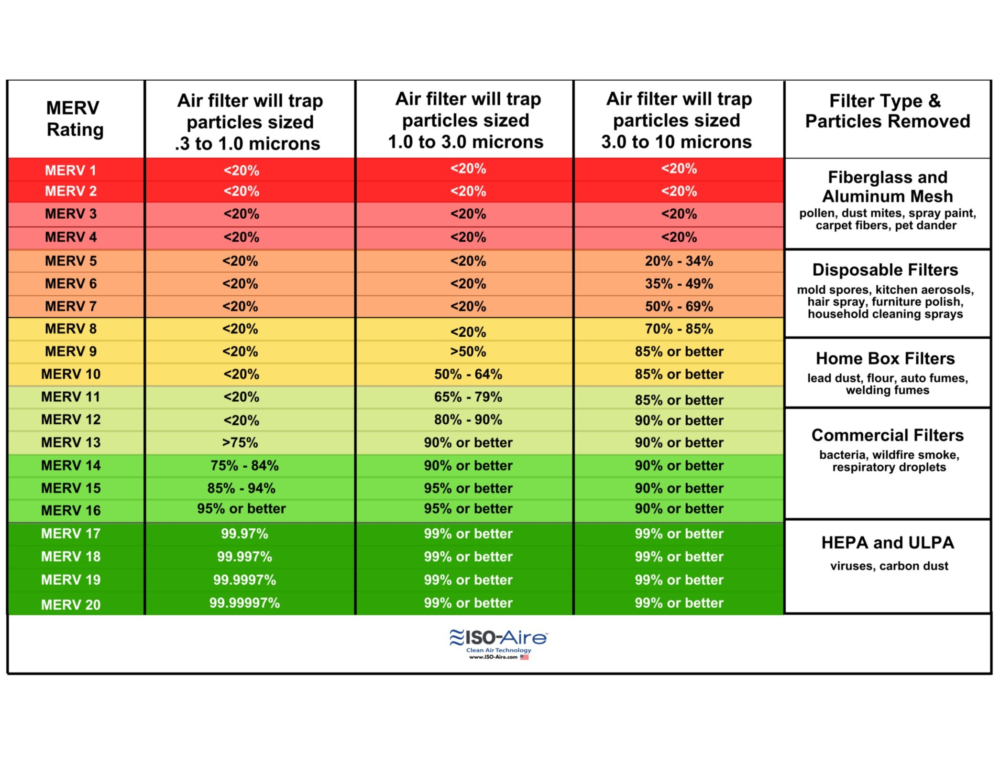 MERV
Rating
Air filter will trap
particles sized
.3 to 1.0 microns
Air filter will trap
particles sized
1.0 to 3.0 microns
Air filter will trap
particles sized
3.0 to 10 microns
Filter Type &
Particles Removed
MERV 1 <20% <20% <20%
MERV 2 <20% <20% <20%
MERV 3 <20% <20% <20%
MERV 4 <20% <20% <20%
Fiberglass and
Aluminum Mesh
pollen, dust mites, spray paint,
carpet fibers, pet dander
MERV 5 <20% <20% 20% - 34%
MERV 6 <20% <20% 35% - 49%
MERV 7 <20% <20% 50% - 69%
MERV 8 <20% <20% 70% - 85%
Disposable Filters
mold spores, kitchen aerosols,
hair spray, furniture polish,
household cleaning sprays
MERV 9 <20% >50% 85% or better
MERV 10 <20% 50% - 64% 85% or better
MERV 11 <20% 65% - 79% 85% or better
Home Box Filters
lead dust, flour, auto fumes,
welding fumes
MERV 12 <20% 80% - 90% 90% or better
MERV 13 >75% 90% or better 90% or better
MERV 14 75% - 84% 90% or better 90% or better
MERV 15 85% - 94% 95% or better 90% or better
MERV 16 95% or better 95% or better 90% or better
Commercial Filters
bacteria, wildfire smoke,
respiratory droplets
MERV 17 99.97% 99% or better 99% or better
MERV 18 99.997% 99% or better 99% or better
MERV 19 99.9997% 99% or better 99% or better
MERV 20 99.99997% 99% or better 99% or better
HEPA and ULPA
viruses, carbon dust
ISO-Aire™
Clean Air Technology
www.ISO-Aire.com